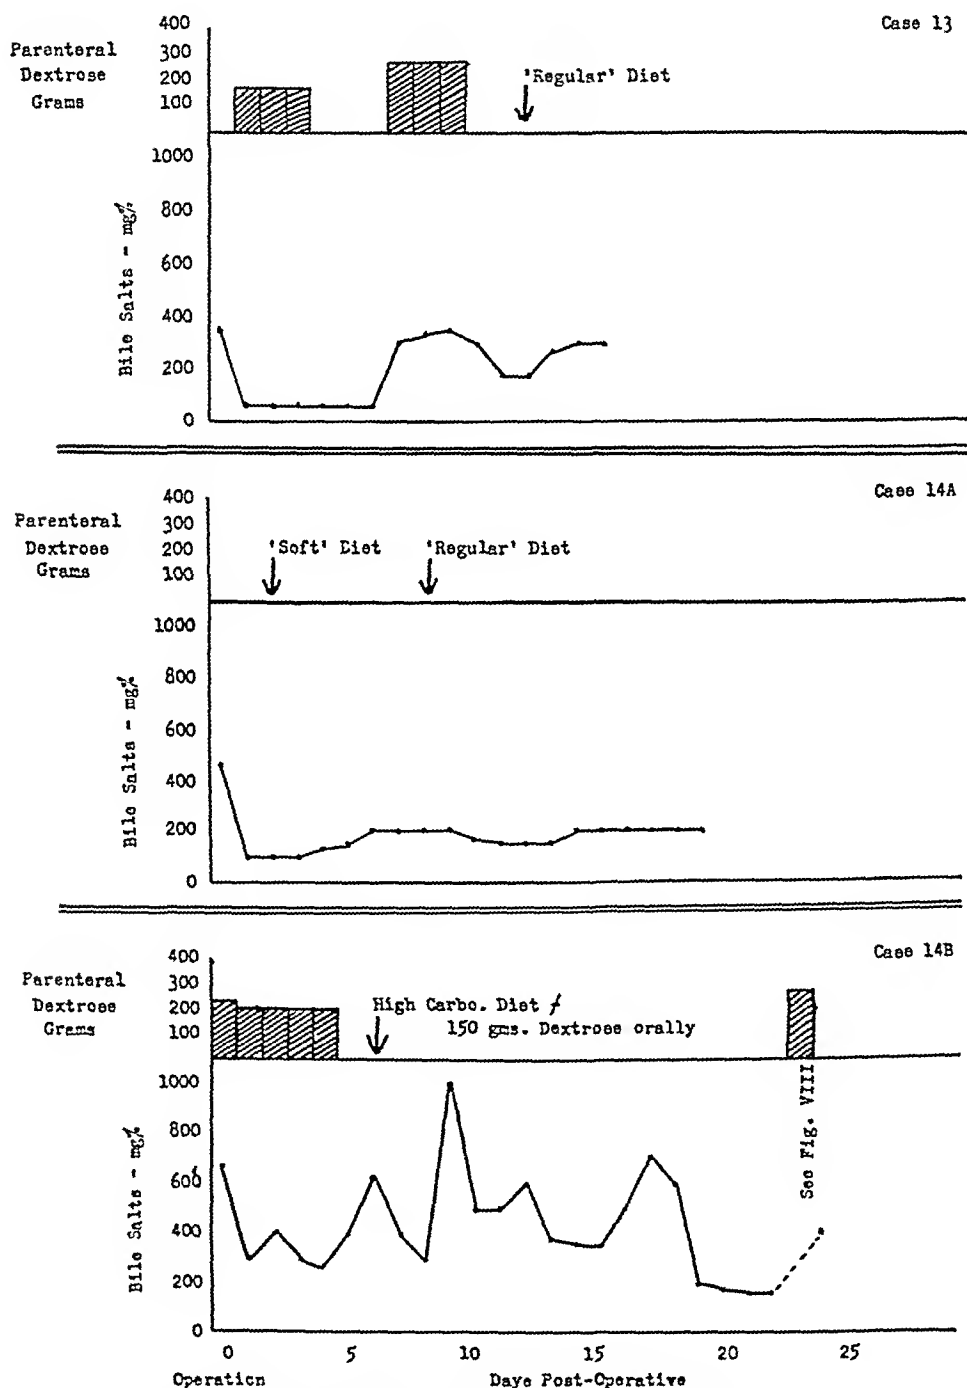 Case 13
Parenteral
Dextrose
Grams
400
300
200
100
'Regular' Diet
Bile Salts - mg%
1000
800
600
400
200
0
Case 14A
Parenteral
Dextrose
Grams
400
300
200
100
'Soft' Diet
'Regular' Diet
Bile Salts - mg%
1000
800
600
400
200
0
Case 14B
Parenteral
Dextrose
Grams
400
300
200
100
High Carbo. Diet ⨍
150 gms. Dextrose orally
Bile Salts - mg%
1000
800
600
400
200
0
See Fig. VIII
0 5 10 15 20 25
Operation
Days Post-Operative